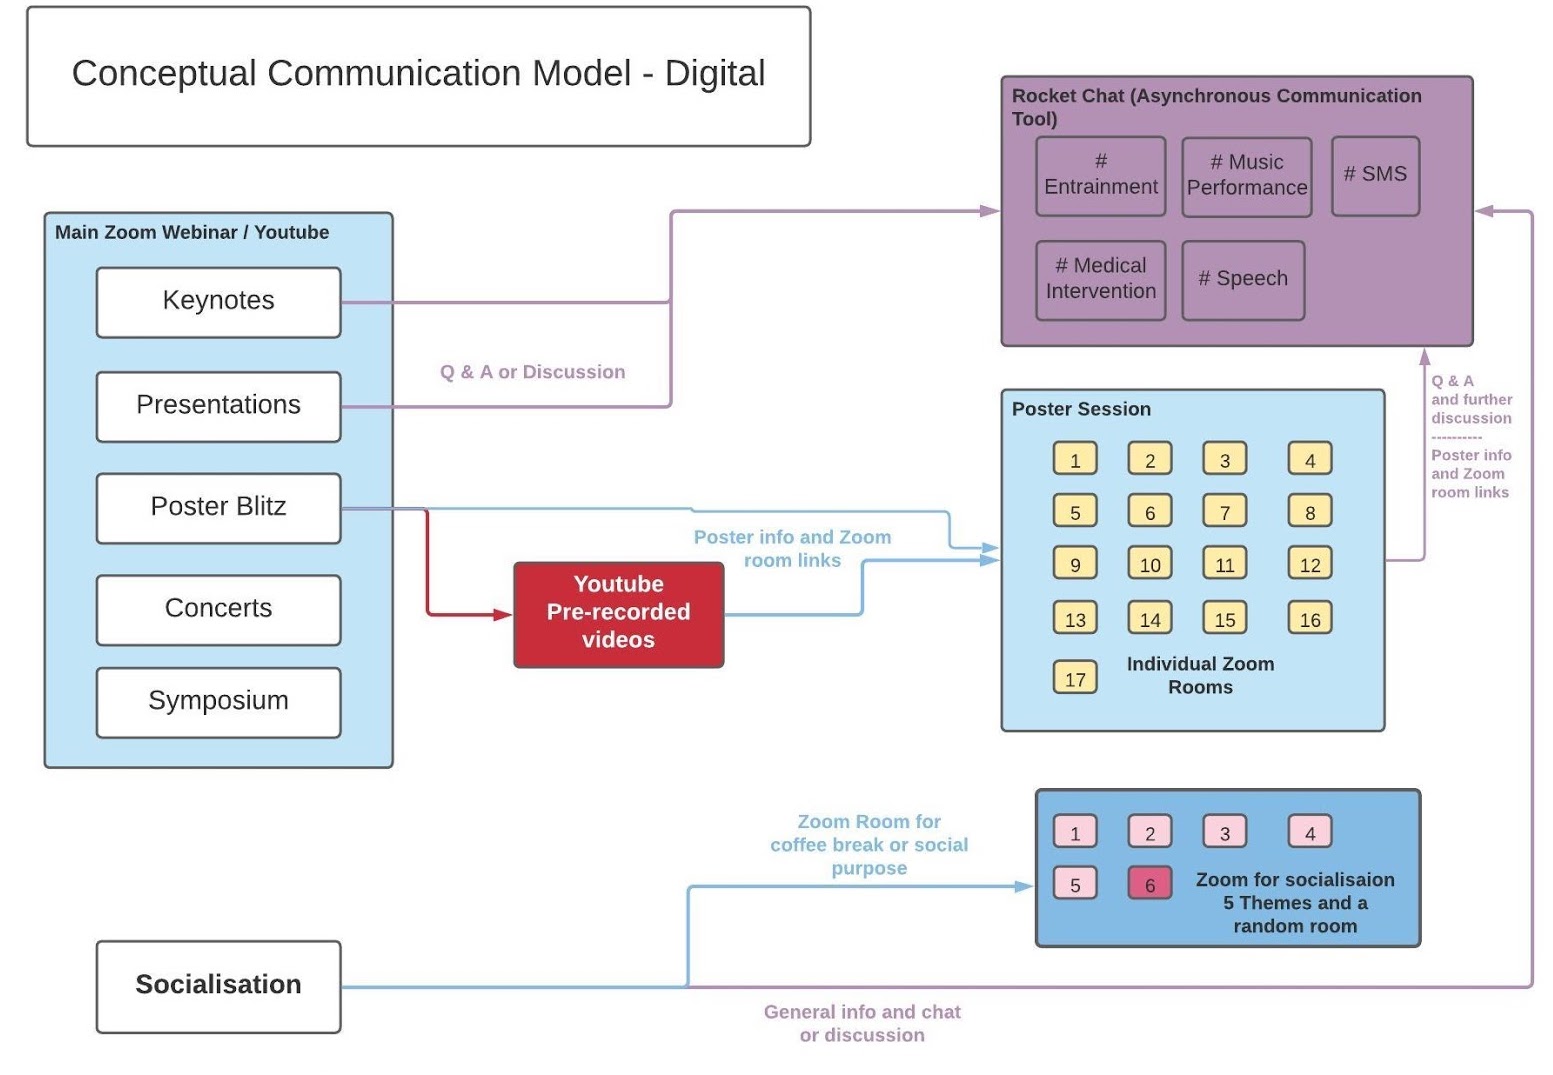 Conceptual Communication Model - Digital
Main Zoom Webinar / Youtube
Keynotes
Presentations
Poster Blitz
Concerts
Symposium
Socialisation
Q & A or Discussion
Poster info and Zoom
room links
Youtube
Pre-recorded
videos
Zoom Room for
coffee break or social
purpose
General info and chat
or discussion
Rocket Chat (Asynchronous Communication
Tool)
#
Entrainment
# Music
Performance
# SMS
# Medical
Intervention
# Speech
Q & A
and further
discussion
----------
Poster info
and Zoom
room links
Poster Session
1 2 3 4
5 6 7 8
9 10 11 12
13 14 15 16
17
Individual Zoom
Rooms
1 2 3 4
5 6
Zoom for socialisaion
5 Themes and a
random room